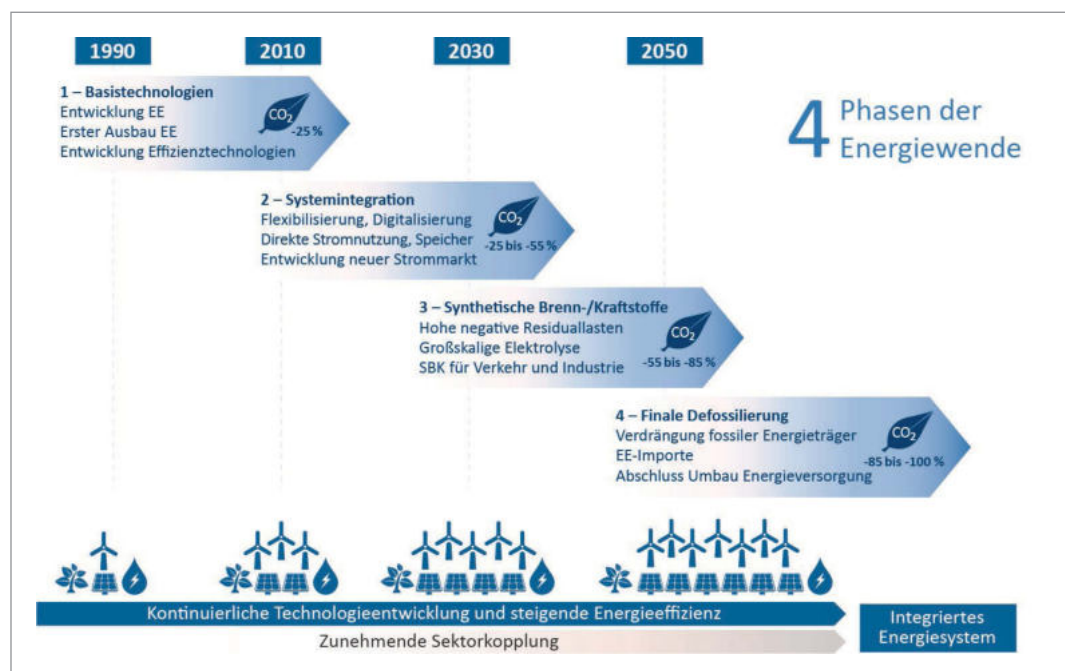 1990
2010
2030
2050
4 Phasen der
Energiewende
1 – Basistechnologien
Entwicklung EE
Erster Ausbau EE
Entwicklung Effizientechnologien
CO2
-25 %
2 – Systemintegration
Flexibilisierung, Digitalisierung
Direkte Stromnutzung, Speicher
Entwicklung neuer Strommarkt
CO2
-25 bis -55 %
3 – Synthetische Brenn-/Kraftstoffe
Hohe negative Residuallasten
Großskalige Elektrolyse
SBK für Verkehr und Industrie
CO2
-55 bis -85 %
4 – Finale Defossilierung
Verdrängung fossiler Energieträger
EE-Importe
Abschluss Umbau Energieversorgung
CO2
-85 bis -100 %
Kontinuierliche Technologieentwicklung und steigende Energieeffizienz
Zunehmende Sektorkopplung
Integriertes
Energiesystem